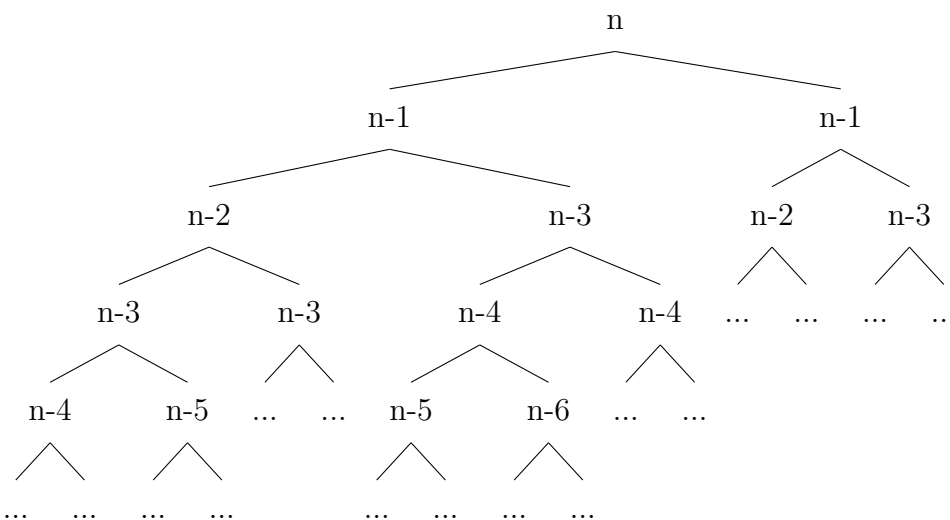 n
n-1 n-1
n-2 n-3 n-2 n-3
n-3 n-3 n-4 n-4 ... ... ... ..
n-4 n-5 ... ... n-5 n-6 ... ...
... ... ... ... ... ... ... ...